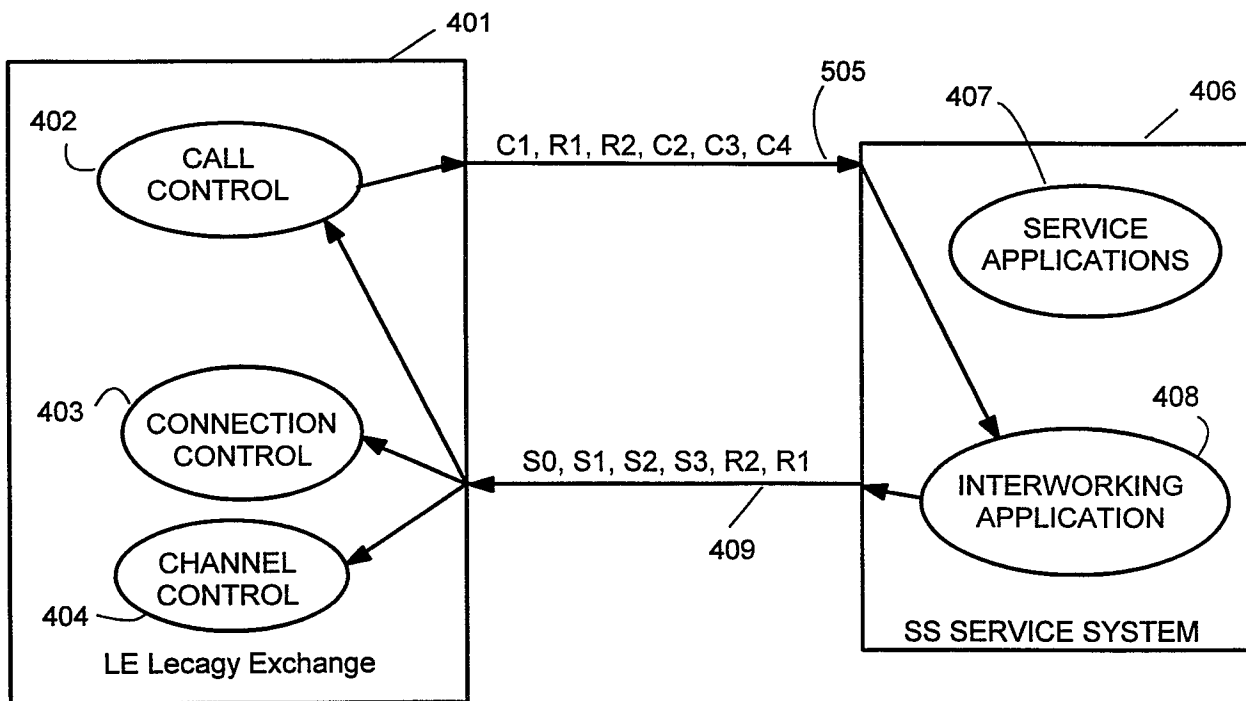 401
402
CALL
CONTROL
C1, R1, R2, C2, C3, C4
505
407
406
SERVICE
APPLICATIONS
403
CONNECTION
CONTROL
S0, S1, S2, S3, R2, R1
409
408
INTERWORKING
APPLICATION
CHANNEL
CONTROL
404
LE Lecagy Exchange
SS SERVICE SYSTEM